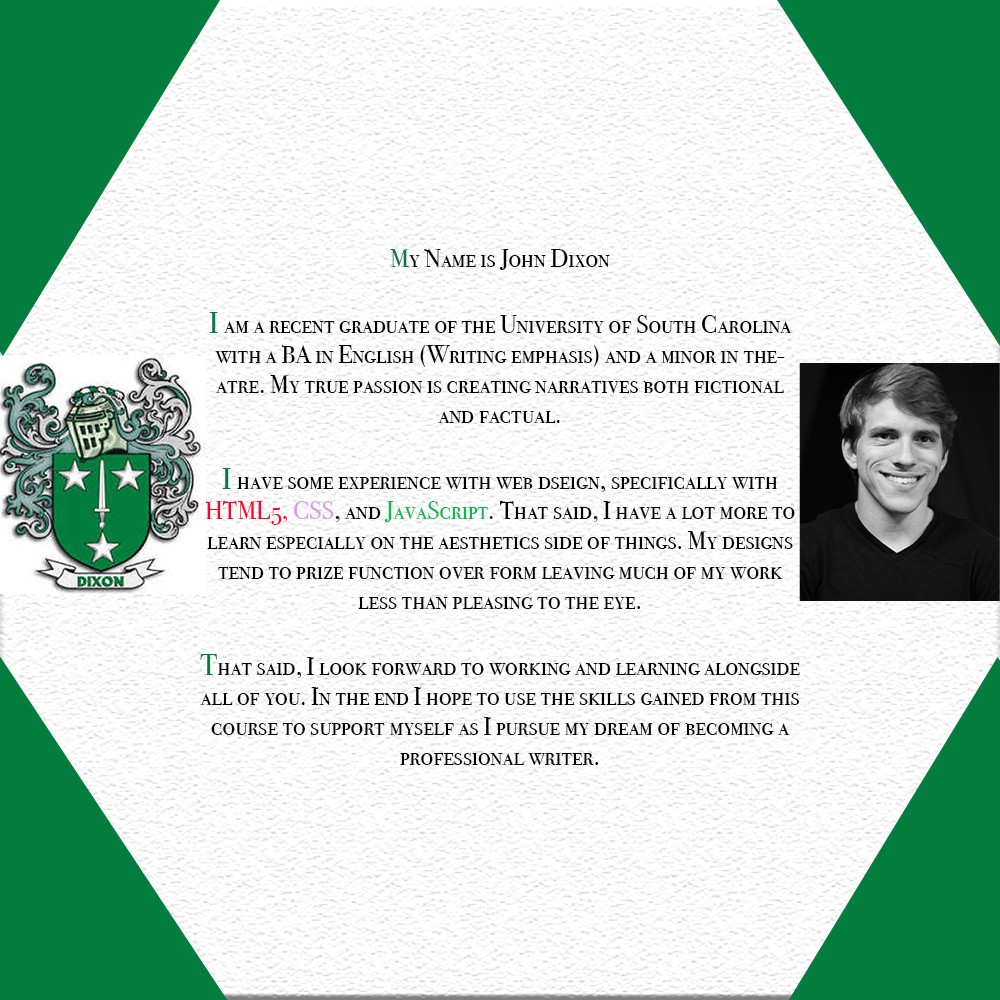 My Name is John Dixon
I am a recent graduate of the University of South Carolina
with a BA in English (Writing emphasis) and a minor in the-
atre. My true passion is creating narratives both fictional
and factual.
I have some experience with web dseign, specifically with
HTML5, CSS, and JavaScript. That said, I have a lot more to
learn especially on the aesthetics side of things. My designs
tend to prize function over form leaving much of my work
less than pleasing to the eye.
That said, I look forward to working and learning alongside
all of you. In the end I hope to use the skills gained from this
course to support myself as I pursue my dream of becoming a
professional writer.
DIXON